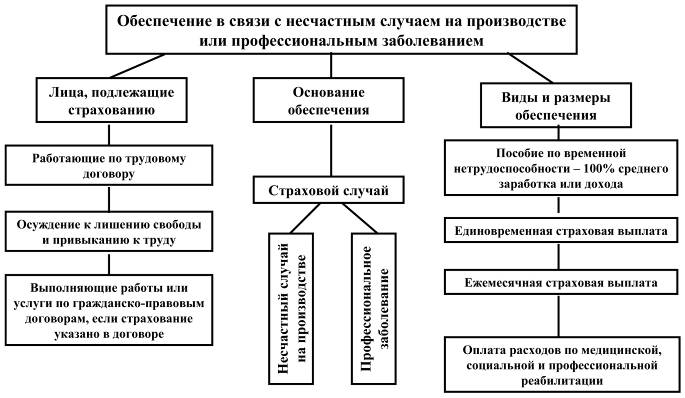 Обеспечение в связи с несчастным случаем на производстве
или профессиональным заболеванием
Лица, подлежащие
страхованию
Работающие по трудовому
договору
Осуждение к лишению свободы
и привыканию к труду
Выполняющие работы или
услуги по гражданско-правовым
договорам, если страхование
указано в договоре
Основание
обеспечения
Страховой случай
Несчастный случай
на производстве
Профессиональное
заболевание
Виды и размеры
обеспечения
Пособие по временной
нетрудоспособности – 100% среднего
заработка или дохода
Единовременная страховая выплата
Ежемесячная страховая выплата
Оплата расходов по медицинской,
социальной и профессиональной
реабилитации